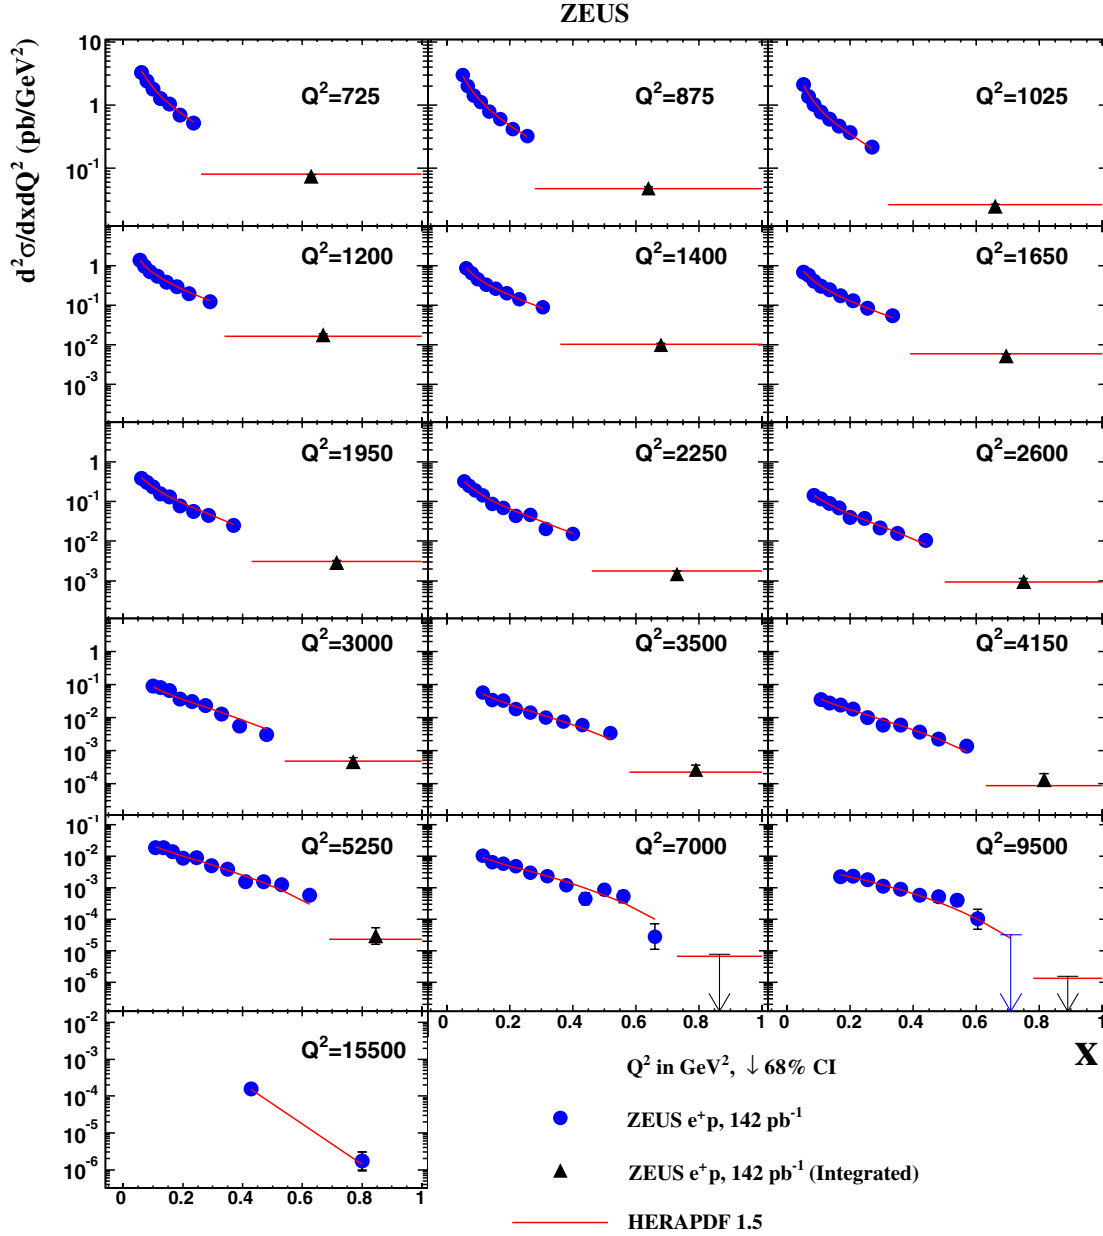 ZEUS
d²σ/dxdQ² (pb/GeV²)
10
1
10⁻¹
Q²=725
Q²=875
Q²=1025
1
10⁻¹
10⁻²
10⁻³
Q²=1200
Q²=1400
Q²=1650
1
10⁻¹
10⁻²
10⁻³
Q²=1950
Q²=2250
Q²=2600
1
10⁻¹
10⁻²
10⁻³
10⁻⁴
Q²=3000
Q²=3500
Q²=4150
10⁻¹
10⁻²
10⁻³
10⁻⁴
10⁻⁵
10⁻⁶
Q²=5250
Q²=7000
Q²=9500
0 0.2 0.4 0.6 0.8 1
0 0.2 0.4 0.6 0.8 1
x
10⁻²
10⁻³
10⁻⁴
10⁻⁵
10⁻⁶
Q²=15500
0 0.2 0.4 0.6 0.8 1
Q² in GeV², ↓ 68% CI
ZEUS e⁺p, 142 pb⁻¹
ZEUS e⁺p, 142 pb⁻¹ (Integrated)
HERAPDF 1.5